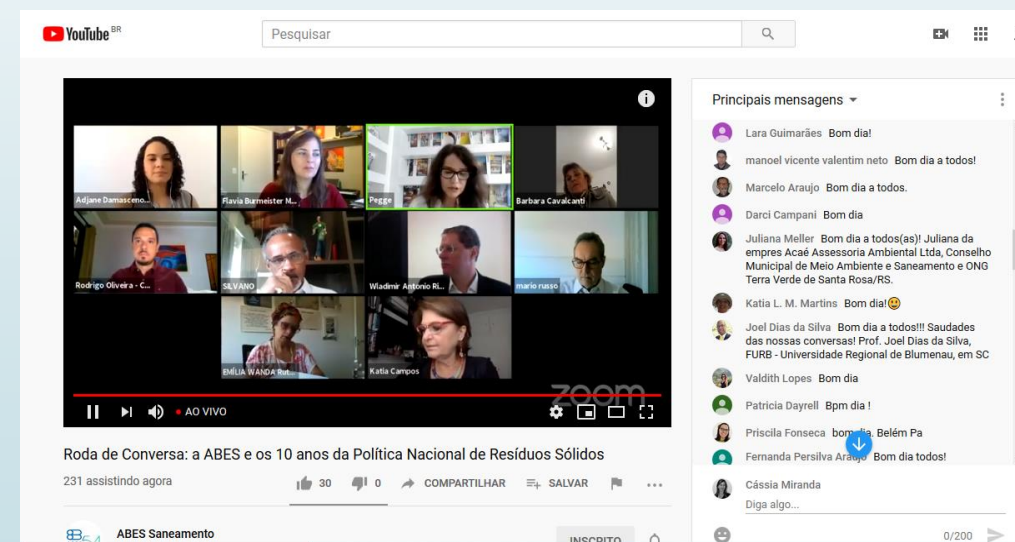 YouTube BR
Pesquisar
Adjane Damasceno...
Flavia Burmeister M...
Pegge
Barbara Cavalcanti
Rodrigo Oliveira - C...
SILVANO
Wladimir Antonio Ri...
mario russo
EMÍLIA WANDA Rut...
Katia Campos
zoom
AO VIVO
Roda de Conversa: a ABES e os 10 anos da Política Nacional de Resíduos Sólidos
231 assistindo agora
30
0
COMPARTILHAR
SALVAR
ABES Saneamento
INSCRITO
Principais mensagens
Lara Guimarães Bom dia!
manoel vicente valentim neto Bom dia a todos!
Marcelo Araujo Bom dia a todos.
Darci Campani Bom dia
Juliana Meller Bom dia a todos(as)! Juliana da
empres Acaé Assessoria Ambiental Ltda, Conselho
Municipal de Meio Ambiente e Saneamento e ONG
Terra Verde de Santa Rosa/RS.
Katia L. M. Martins Bom dia!
Joel Dias da Silva Bom dia a todos!!! Saudades
das nossas conversas! Prof. Joel Dias da Silva,
FURB - Universidade Regional de Blumenau, em SC
Valdith Lopes Bom dia
Patricia Dayrell Bpm dia !
Priscila Fonseca bom dia. Belém Pa
Fernanda Persilva Araujo Bom dia todos!
Cássia Miranda
Diga algo...
0/200